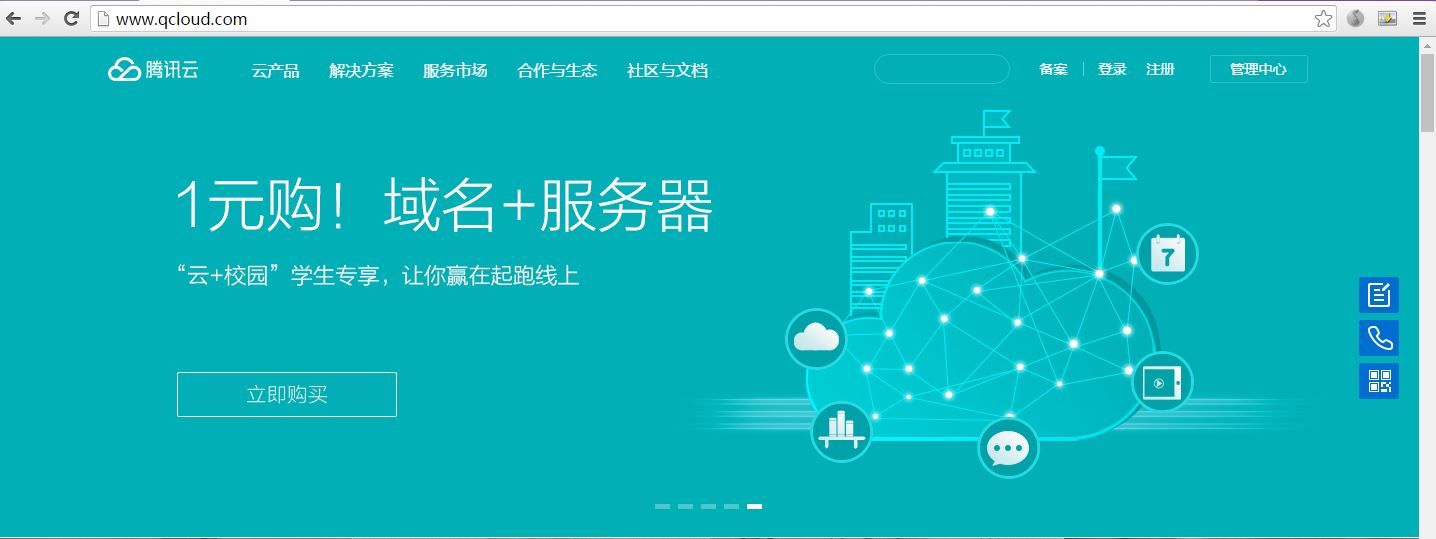 www.qcloud.com
腾讯云 云产品 解决方案 服务市场 合作与生态 社区与文档 备案 登录 注册 管理中心
1元购！域名+服务器
“云+校园”学生专享，让你赢在起跑线上
7
立即购买